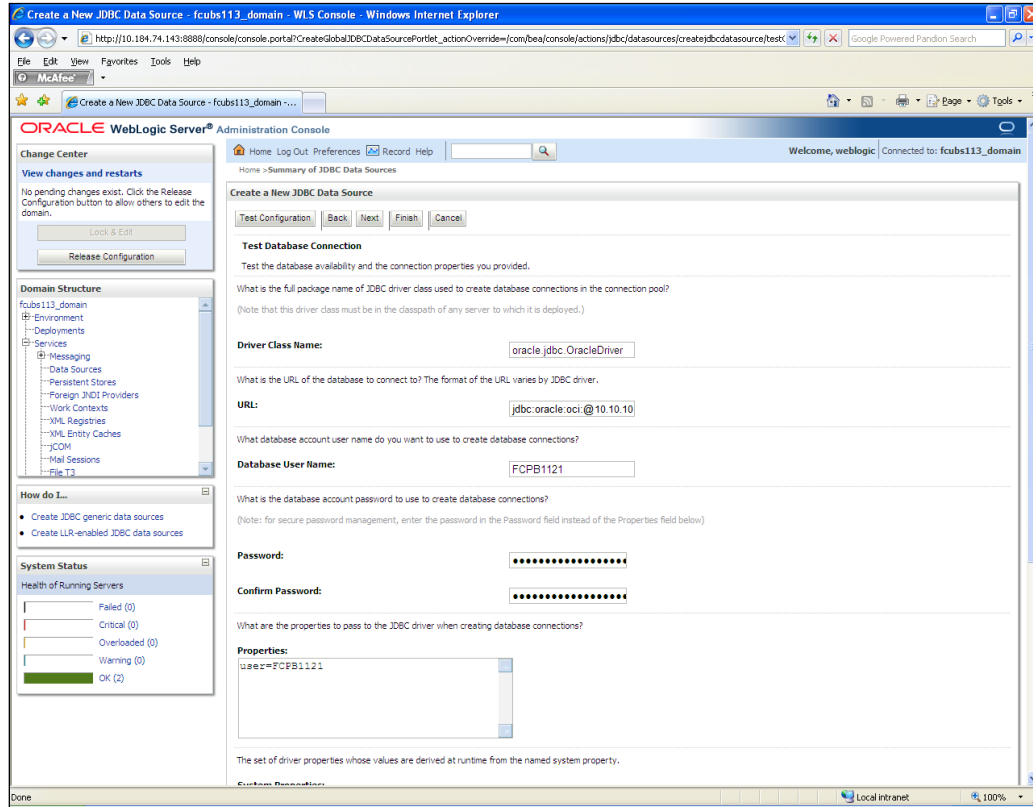 Create a New JDBC Data Source - fcubs113_domain - WLS Console - Windows Internet Explorer
http://10.184.74.143:8888/console/console.portal?CreateGlobalJDBCDataSourcePortlet_actionOverride=/com/bea/console/actions/jdbc/datasources/createjdbcdatasource/test
Google Powered Pandion Search
File Edit View Favorites Tools Help
McAfee
Create a New JDBC Data Source - fcubs113_domain -...
Page Tools
ORACLE WebLogic Server® Administration Console
Change Center
View changes and restarts
No pending changes exist. Click the Release
Configuration button to allow others to edit the
domain.
Lock & Edit
Release Configuration
Domain Structure
fcubs113_domain
Environment
Deployments
Services
Messaging
Data Sources
Persistent Stores
Foreign JNDI Providers
Work Contexts
XML Registries
XML Entity Caches
jCOM
Mail Sessions
File T3
How do I...
Create JDBC generic data sources
Create LLR-enabled JDBC data sources
System Status
Health of Running Servers
Failed (0)
Critical (0)
Overloaded (0)
Warning (0)
OK (2)
Home Log Out Preferences Record Help
Welcome, weblogic Connected to: fcubs113_domain
Home >Summary of JDBC Data Sources
Create a New JDBC Data Source
Test Configuration Back Next Finish Cancel
Test Database Connection
Test the database availability and the connection properties you provided.
What is the full package name of JDBC driver class used to create database connections in the connection pool?
(Note that this driver class must be in the classpath of any server to which it is deployed.)
Driver Class Name: oracle.jdbc.OracleDriver
What is the URL of the database to connect to? The format of the URL varies by JDBC driver.
URL: jdbc:oracle:oci:@10.10.10
What database account user name do you want to use to create database connections?
Database User Name: FCPB1121
What is the database account password to use to create database connections?
(Note: for secure password management, enter the password in the Password field instead of the Properties field below)
Password: ••••••••••••••••••
Confirm Password: ••••••••••••••••••
What are the properties to pass to the JDBC driver when creating database connections?
Properties:
user=FCPB1121
The set of driver properties whose values are derived at runtime from the named system property.
System Properties:
Done
Local intranet
100%